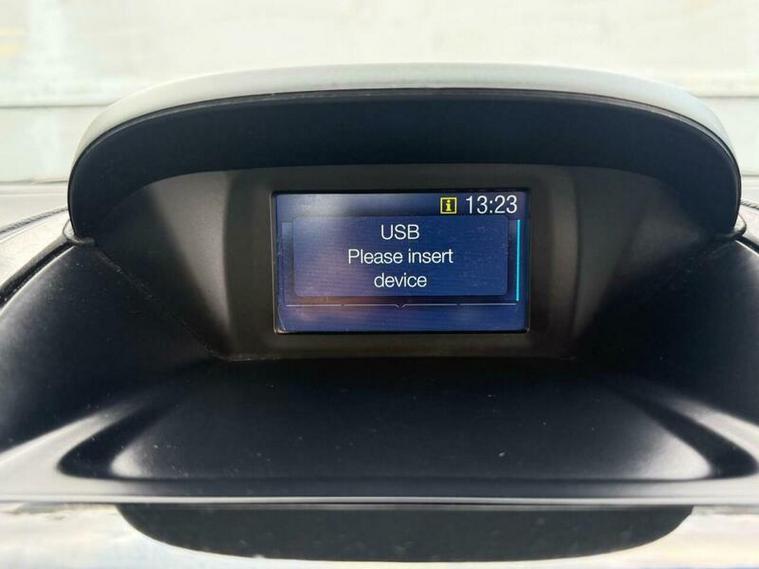 i 13:23
USB
Please insert
device